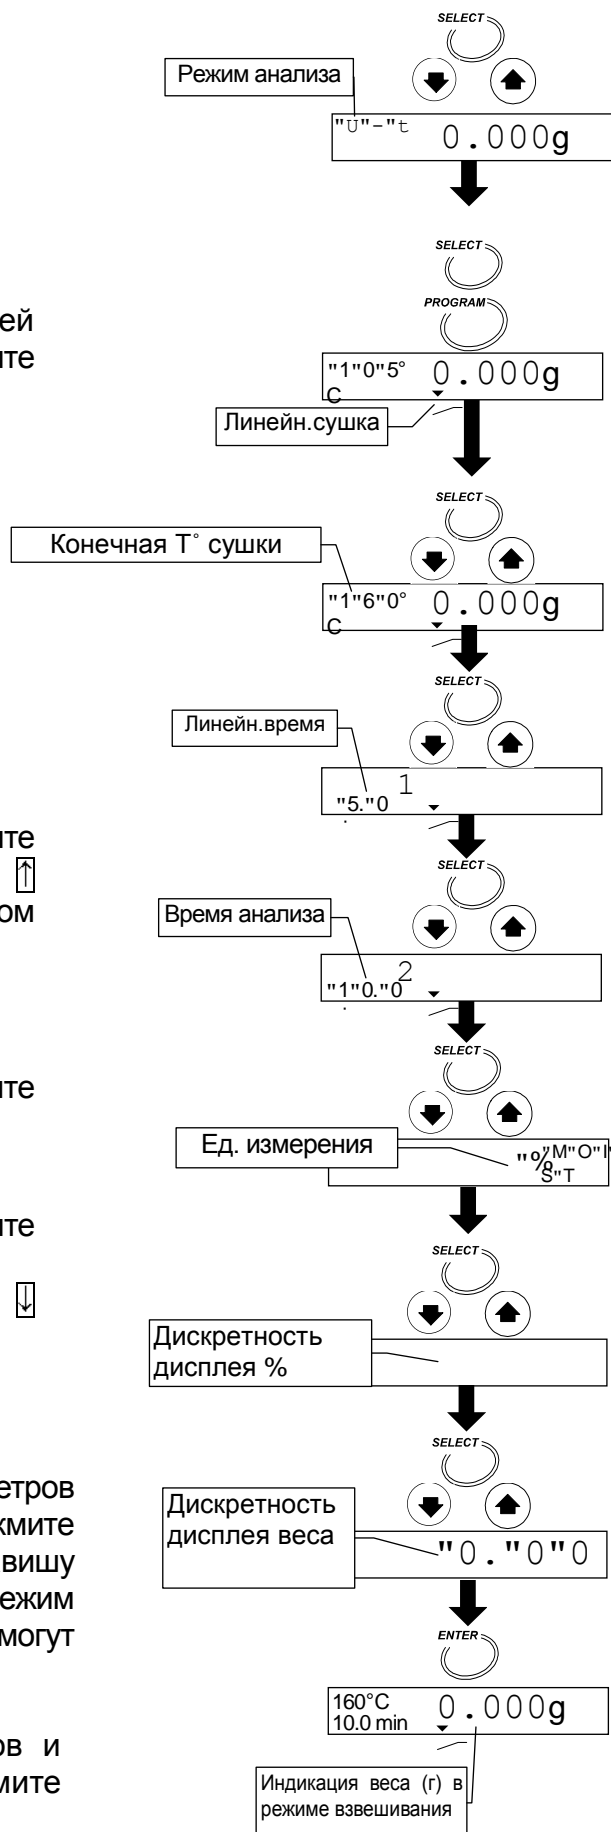 SELECT
Режим анализа
"U"-"t 0.000g
SELECT
PROGRAM
ей
ите
"1"0"5°
C
0.000g
Линейн.сушка
SELECT
Конечная Т° сушки
"1"6"0°
C
0.000g
SELECT
Линейн.время
1
"5."0
ите
↑
ом
SELECT
Время анализа
2
"1"0."0
SELECT
ите
Ед. измерения
"%"M"O"I"
S"T
ите
SELECT
↓
Дискретность
дисплея %
SELECT
етров
жмите
вишу
ежим
могут
Дискретность
дисплея веса
"0."0"0
ENTER
160°C
10.0 min
0.000g
ов и
мите
Индикация веса (г) в
режиме взвешивания